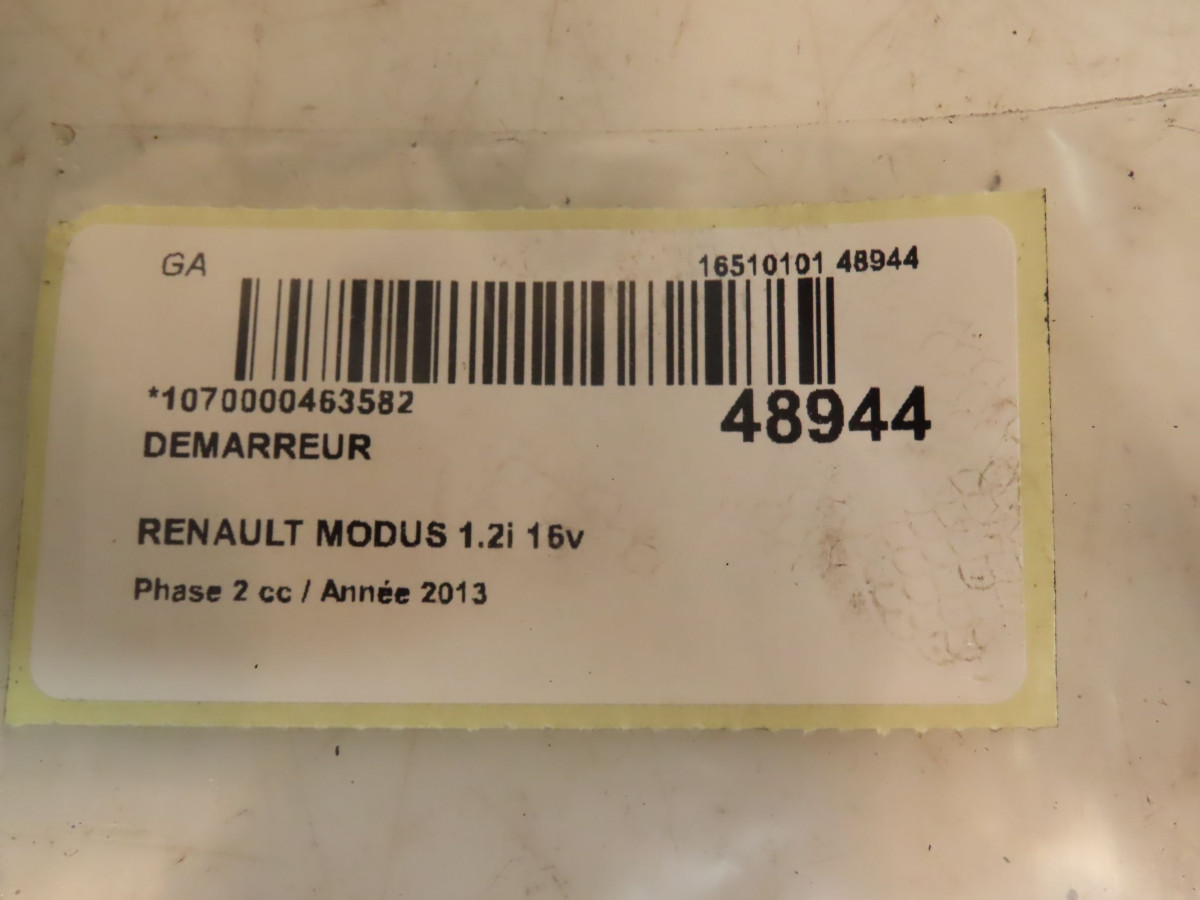 GA
16510101 48944
*1070000463582
48944
DEMARREUR
RENAULT MODUS 1.2i 16v
Phase 2 cc / Année 2013